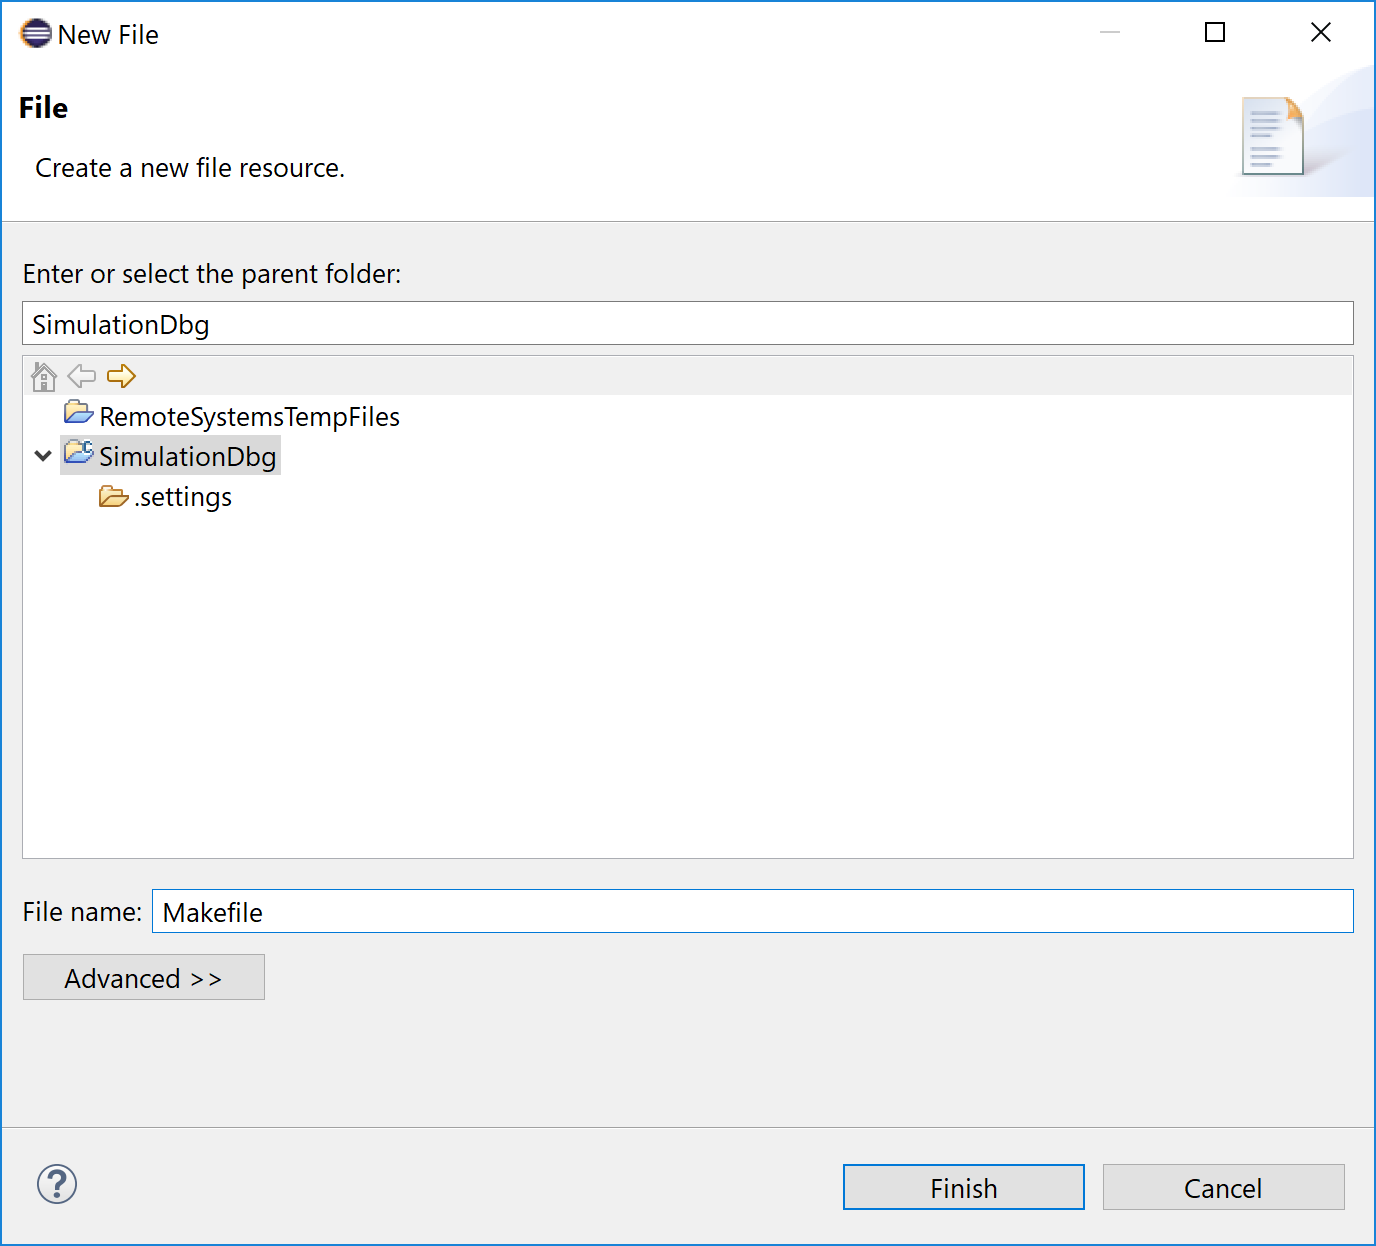 New File
File
Create a new file resource.
Enter or select the parent folder:
SimulationDbg
RemoteSystemsTempFiles
SimulationDbg
.settings
File name: Makefile
Advanced >>
Finish Cancel